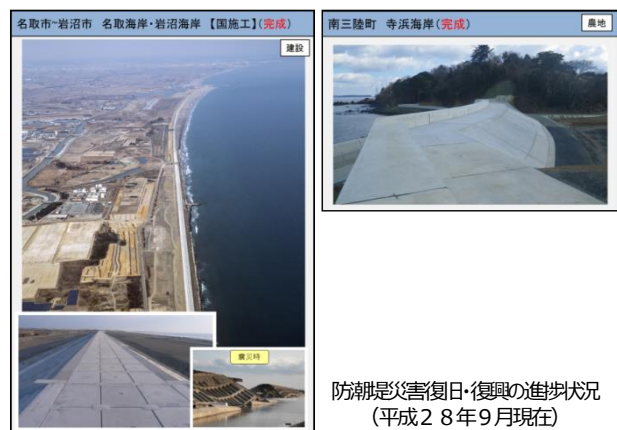 名取市~岩沼市 名取海岸・岩沼海岸 【国施工】(完成)
建設
震災時
南三陸町 寺浜海岸(完成)
農地
防潮堤災害復旧・復興の進捗状況
(平成28年9月現在)